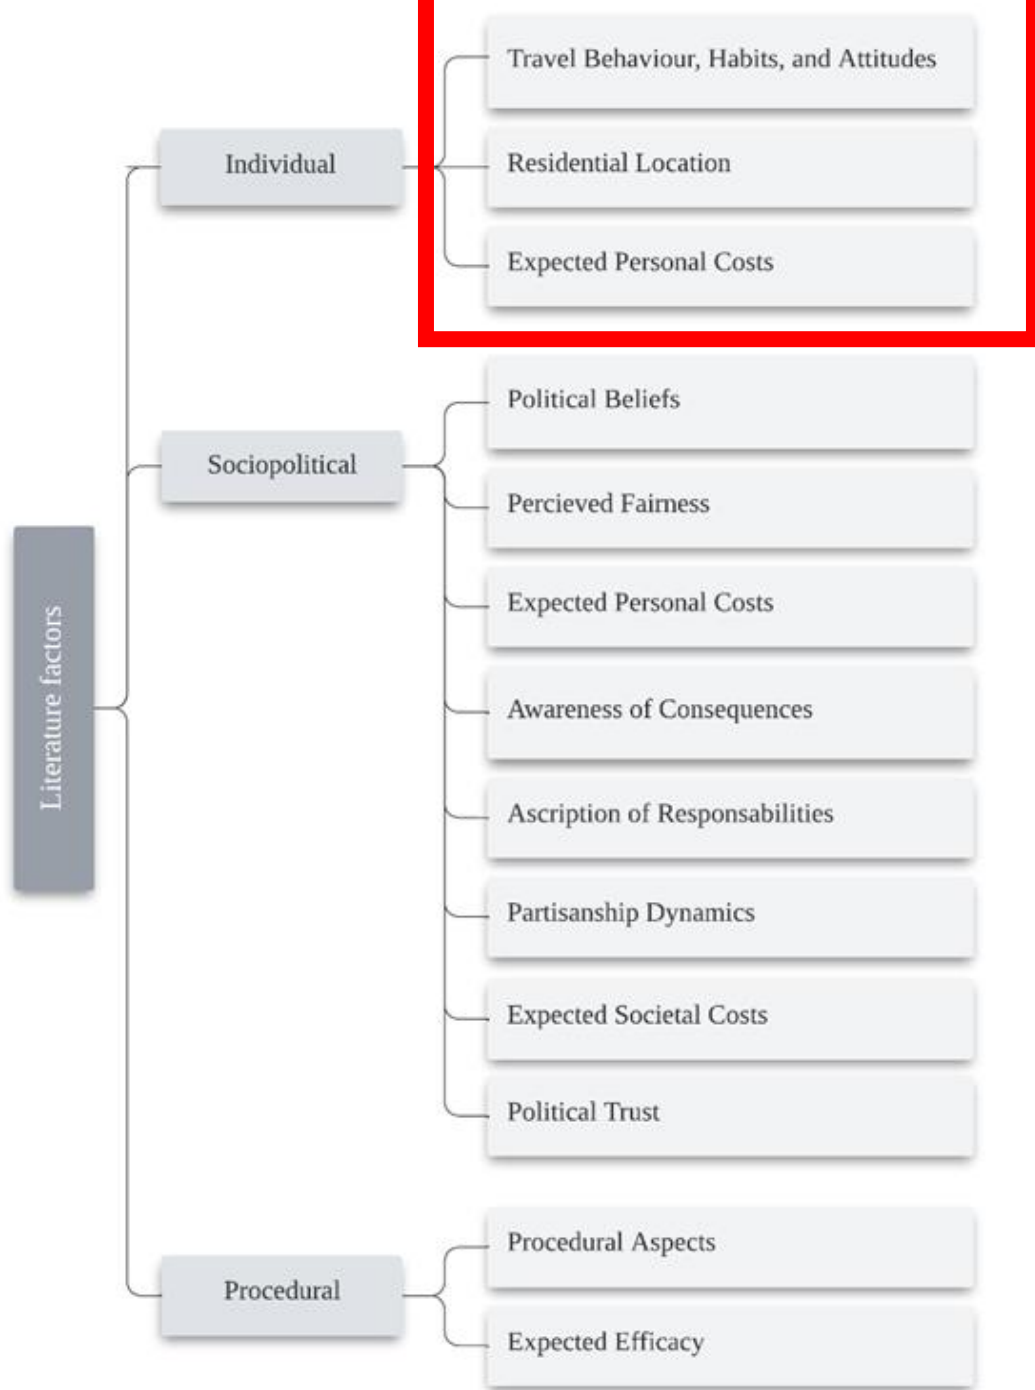 Travel Behaviour, Habits, and Attitudes
Individual
Residential Location
Expected Personal Costs
Political Beliefs
Sociopolitical
Percieved Fairness
Expected Personal Costs
Literature factors
Awareness of Consequences
Ascription of Responsabilities
Partisanship Dynamics
Expected Societal Costs
Political Trust
Procedural Aspects
Procedural
Expected Efficacy